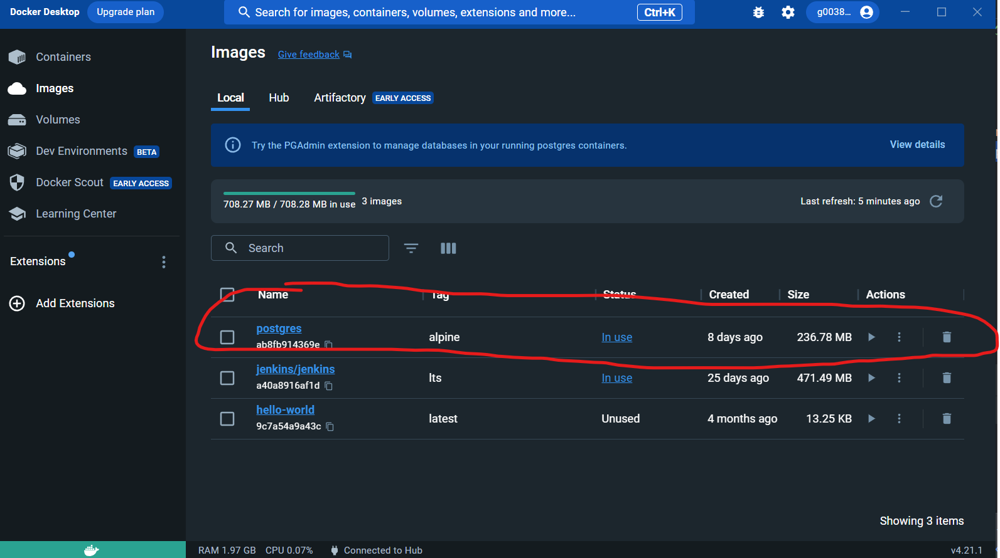 Docker Desktop Upgrade plan Search for images, containers, volumes, extensions and more... Ctrl+K g0038...
Containers
Images
Volumes
Dev Environments BETA
Docker Scout EARLY ACCESS
Learning Center
Extensions
Add Extensions
Images Give feedback
Local Hub Artifactory EARLY ACCESS
Try the PGAdmin extension to manage databases in your running postgres containers. View details
708.27 MB / 708.28 MB in use 3 images Last refresh: 5 minutes ago
Search
Name Tag Status Created Size Actions
postgres
ab8fb914369e alpine In use 8 days ago 236.78 MB
jenkins/jenkins
a40a8916af1d lts In use 25 days ago 471.49 MB
hello-world
9c7a54a9a43c latest Unused 4 months ago 13.25 KB
Showing 3 items
RAM 1.97 GB CPU 0.07% Connected to Hub v4.21.1